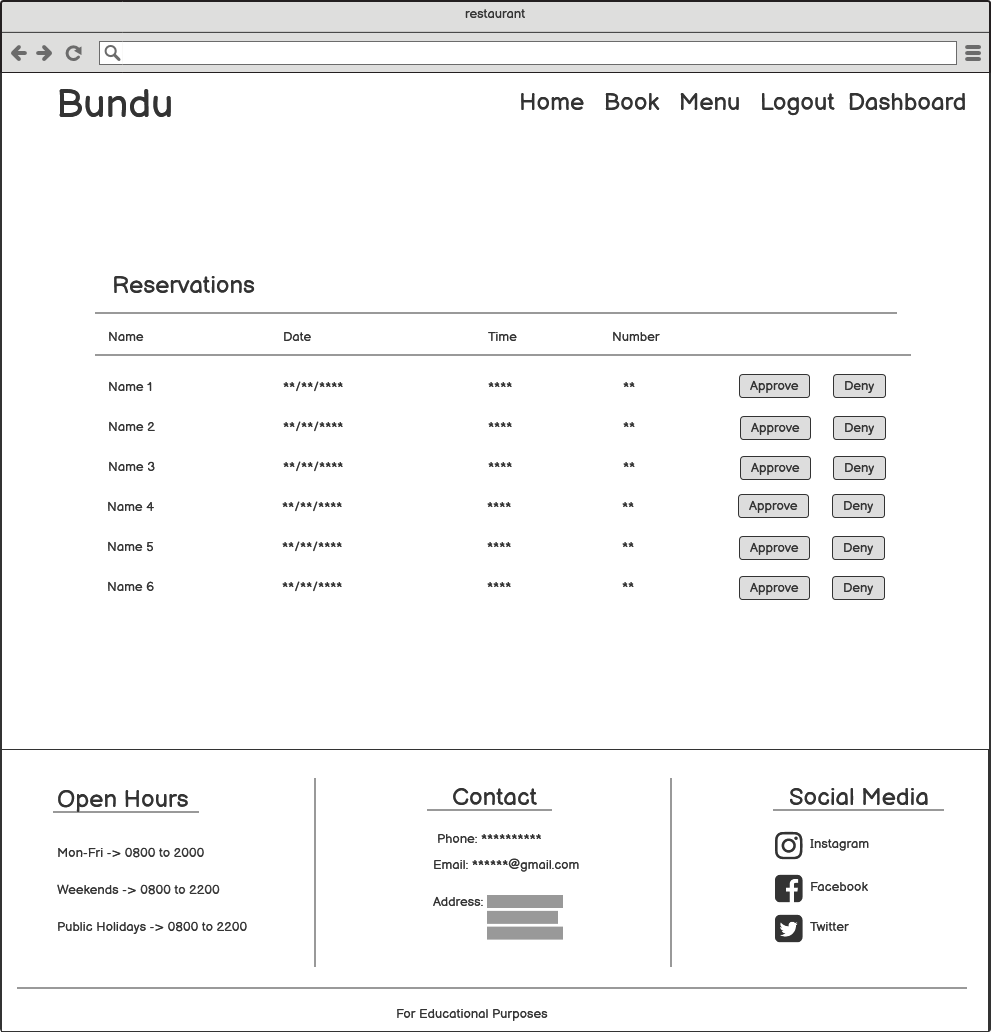 restaurant
Bundu Home Book Menu Logout Dashboard
Reservations
Name Date Time Number
Name 1 **/**/**** **** ** Approve Deny
Name 2 **/**/**** **** ** Approve Deny
Name 3 **/**/**** **** ** Approve Deny
Name 4 **/**/**** **** ** Approve Deny
Name 5 **/**/**** **** ** Approve Deny
Name 6 **/**/**** **** ** Approve Deny
Open Hours
Mon-Fri -> 0800 to 2000
Weekends -> 0800 to 2200
Public Holidays -> 0800 to 2200
Contact
Phone: **********
Email: ******@gmail.com
Address:
Social Media
Instagram
Facebook
Twitter
For Educational Purposes